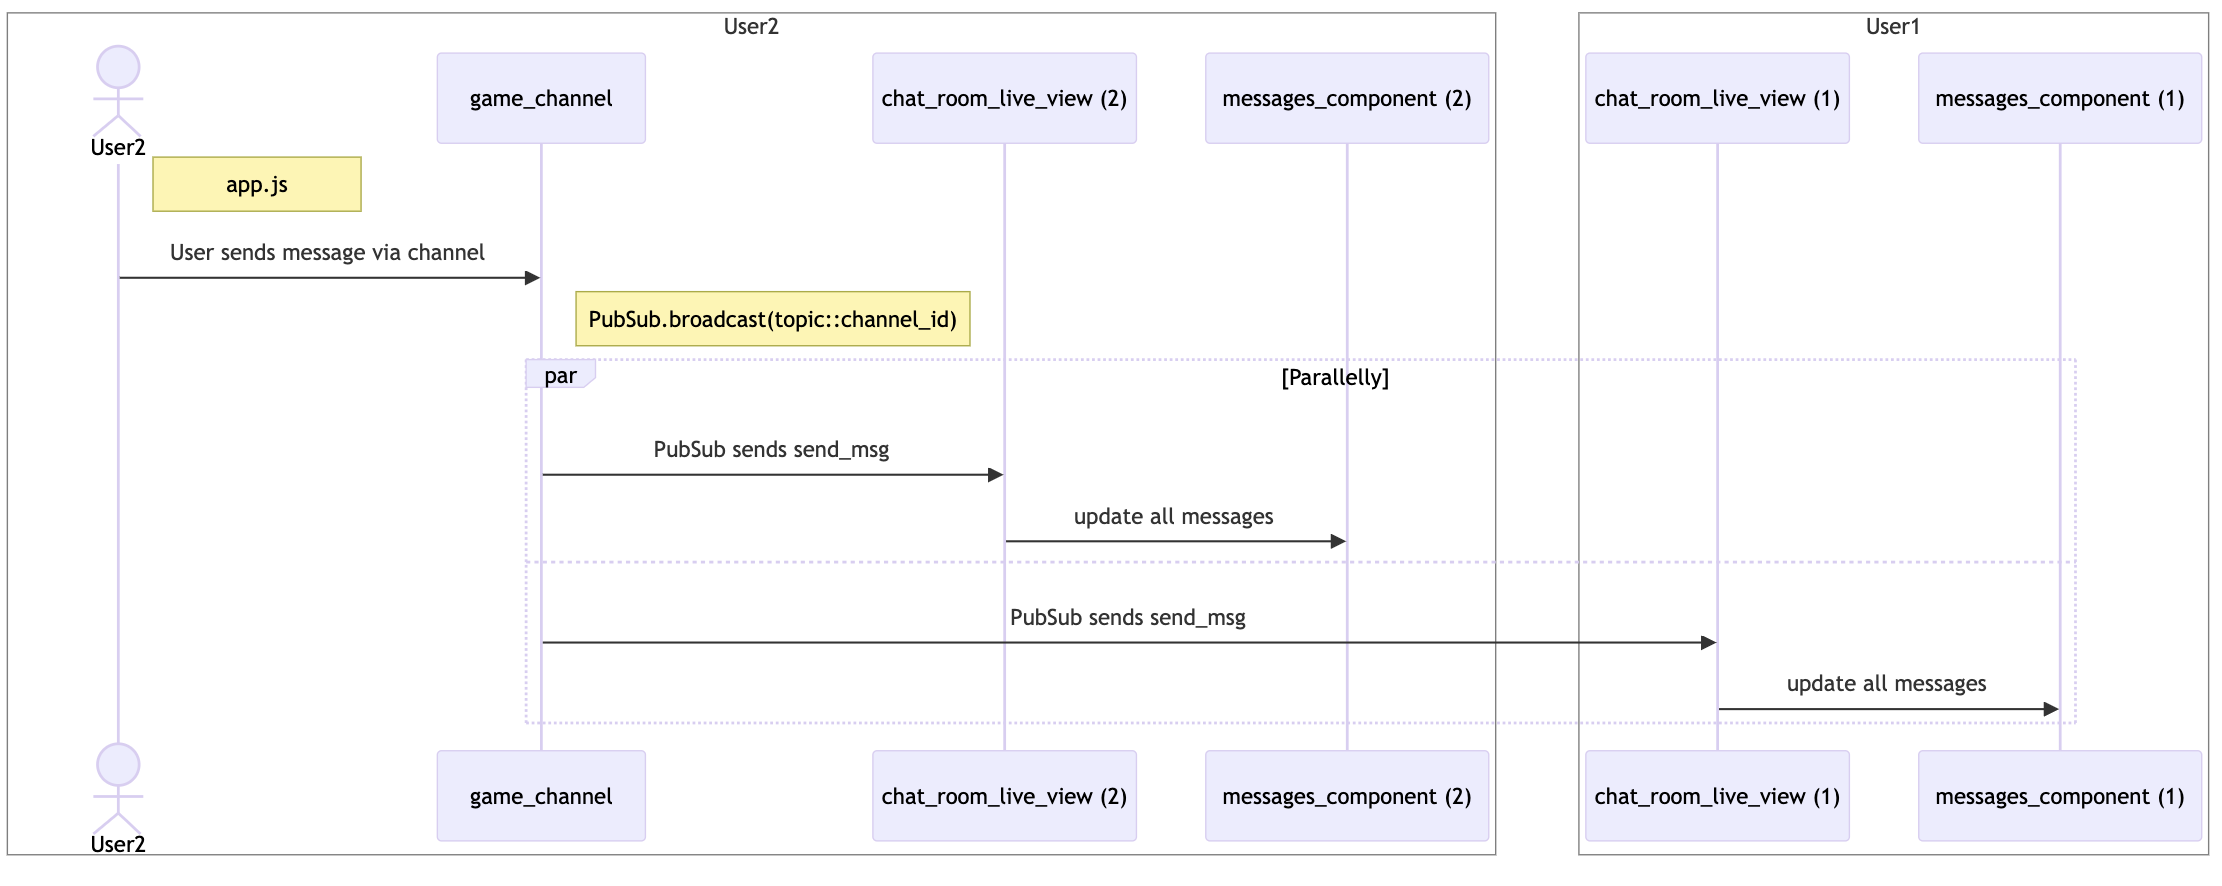 User2
User1
User2
game_channel
chat_room_live_view (2)
messages_component (2)
chat_room_live_view (1)
messages_component (1)
app.js
User sends message via channel
PubSub.broadcast(topic::channel_id)
par
[Parallelly]
PubSub sends send_msg
update all messages
PubSub sends send_msg
update all messages
User2
game_channel
chat_room_live_view (2)
messages_component (2)
chat_room_live_view (1)
messages_component (1)